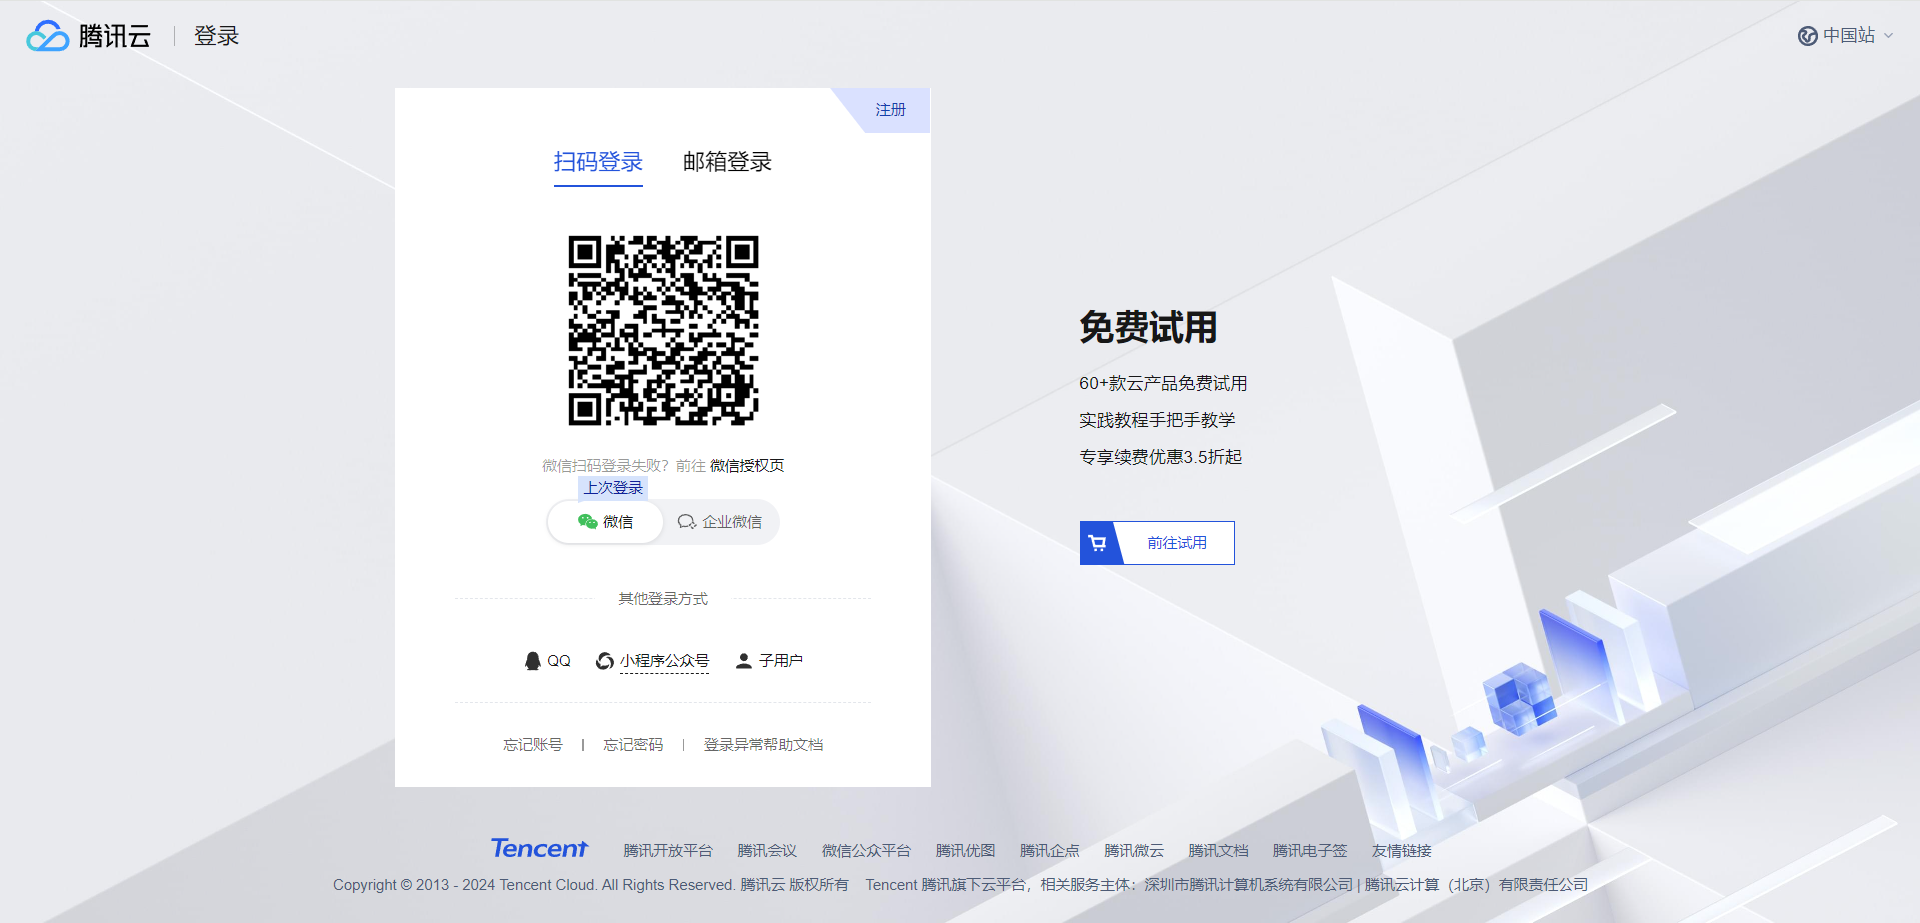 腾讯云 登录
中国站
注册
扫码登录 邮箱登录
微信扫码登录失败? 前往 微信授权页
上次登录
微信 企业微信
其他登录方式
QQ 小程序公众号 子用户
忘记账号 | 忘记密码 | 登录异常帮助文档
免费试用
60+款云产品免费试用
实践教程手把手教学
专享续费优惠3.5折起
前往试用
Tencent 腾讯开放平台 腾讯会议 微信公众平台 腾讯优图 腾讯企点 腾讯微云 腾讯文档 腾讯电子签 友情链接
Copyright © 2013 - 2024 Tencent Cloud. All Rights Reserved. 腾讯云 版权所有 Tencent 腾讯旗下云平台，相关服务主体：深圳市腾讯计算机系统有限公司 | 腾讯云计算（北京）有限责任公司